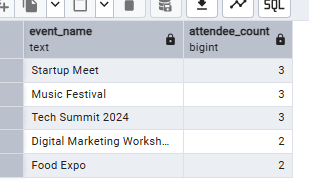 SQL
event_name attendee_count
text bigint
Startup Meet 3
Music Festival 3
Tech Summit 2024 3
Digital Marketing Worksh... 2
Food Expo 2